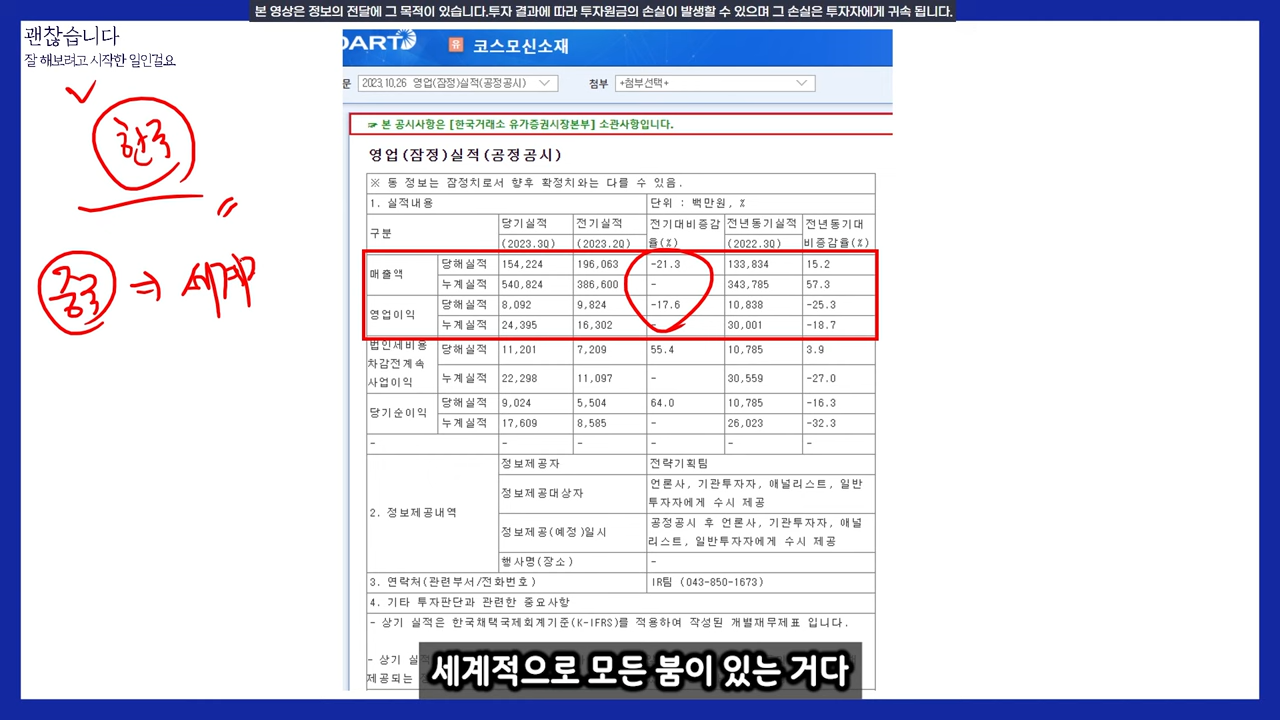 본 영상은 정보의 전달에 그 목적이 있습니다.투자 결과에 따라 투자원금의 손실이 발생할 수 있으며 그 손실은 투자자에게 귀속 됩니다.
괜찮습니다
잘 해보려고 시작한 일인걸요
한국
중국 ⇒ 세계
DART 유 코스모신소재
문 2023.10.26 영업(잠정)실적(공정공시) 첨부 +첨부선택+
☞ 본 공시사항은 [한국거래소 유가증권시장본부] 소관사항입니다.
영업(잠정)실적(공정공시)
※ 동 정보는 잠정치로서 향후 확정치와는 다를 수 있음.
1. 실적내용 단위 : 백만원, %
구분 당기실적 전기실적 전기대비증감율(%) 전년동기실적 전년동기대비증감율(%)
(2023.3Q) (2023.2Q) (2022.3Q)
매출액 당해실적 154,224 196,063 -21.3 133,834 15.2
누계실적 540,824 386,600 - 343,785 57.3
영업이익 당해실적 8,092 9,824 -17.6 10,838 -25.3
누계실적 24,395 16,302 - 30,001 -18.7
법인세비용차감전계속사업이익 당해실적 11,201 7,209 55.4 10,785 3.9
누계실적 22,298 11,097 - 30,559 -27.0
당기순이익 당해실적 9,024 5,504 64.0 10,785 -16.3
누계실적 17,609 8,585 - 26,023 -32.3
- - - - - -
2. 정보제공내역 정보제공자 전략기획팀
정보제공대상자 언론사, 기관투자자, 애널리스트, 일반투자자에게 수시 제공
정보제공(예정)일시 공정공시 후 언론사, 기관투자자, 애널리스트, 일반투자자에게 수시 제공
행사명(장소) -
3. 연락처(관련부서/전화번호) IR팀 (043-850-1673)
4. 기타 투자판단과 관련한 중요사항
- 상기 실적은 한국채택국제회계기준(K-IFRS)를 적용하여 작성된 개별재무제표 입니다.
- 상기 실
제공되는
세계적으로 모든 붐이 있는 거다